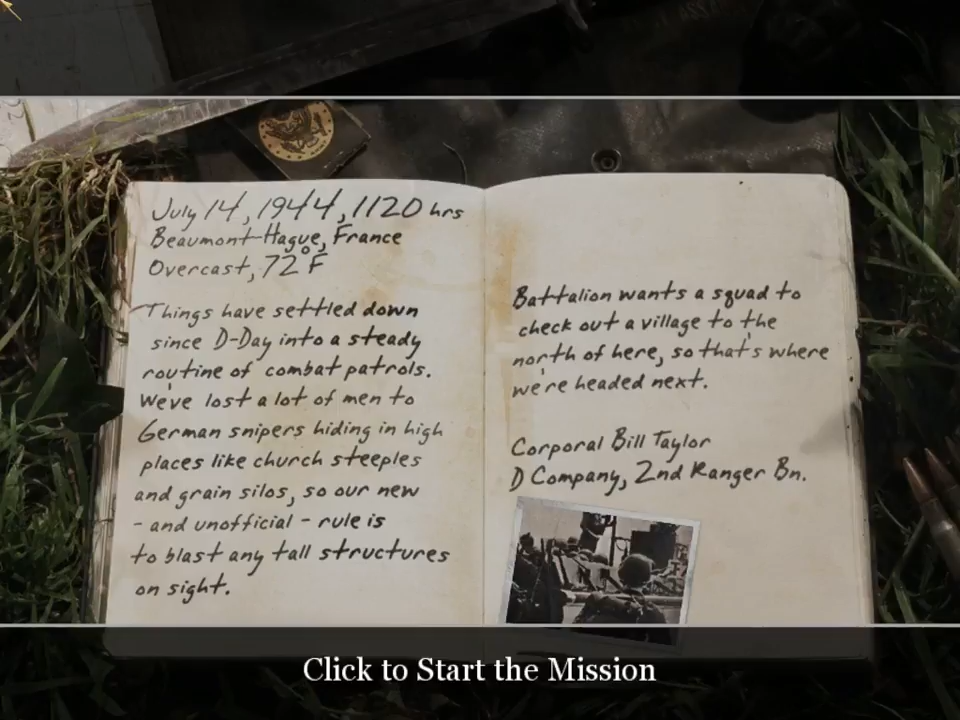 July 14, 1944, 1120 hrs
Beaumont-Hague, France
Overcast, 72°F
Things have settled down
since D-Day into a steady
routine of combat patrols.
We've lost a lot of men to
German snipers hiding in high
places like church steeples
and grain silos, so our new
- and unofficial - rule is
to blast any tall structures
on sight.
Battalion wants a squad to
check out a village to the
north of here, so that's where
we're headed next.
Corporal Bill Taylor
D Company, 2nd Ranger Bn.
Click to Start the Mission